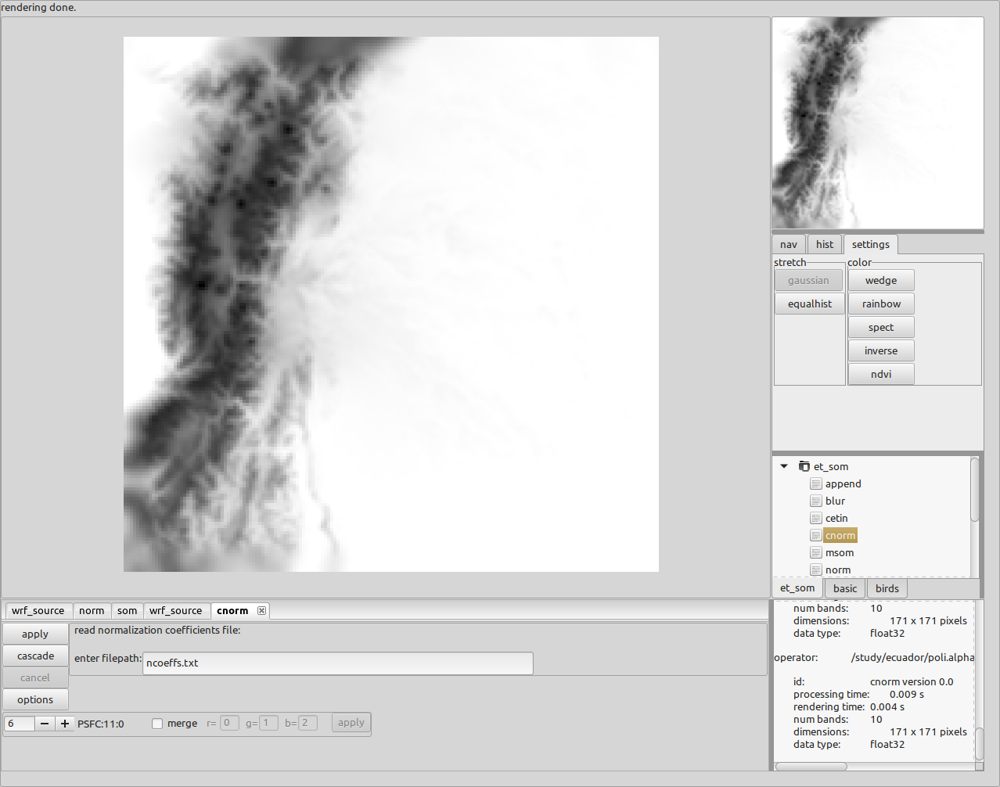 rendering done.
nav hist settings
stretch color
gaussian wedge
equalhist rainbow
spect
inverse
ndvi
et_som
append
blur
cetin
cnorm
msom
norm
et_som basic birds
wrf_source norm som wrf_source cnorm
apply
cascade
cancel
options
read normalization coefficients file:
enter filepath: ncoeffs.txt
6 PSFC:11:0 merge r= 0 g= 1 b= 2 apply
num bands: 10
dimensions: 171 x 171 pixels
data type: float32
operator: /study/ecuador/poli.alpha
id: cnorm version 0.0
processing time: 0.009 s
rendering time: 0.004 s
num bands: 10
dimensions: 171 x 171 pixels
data type: float32